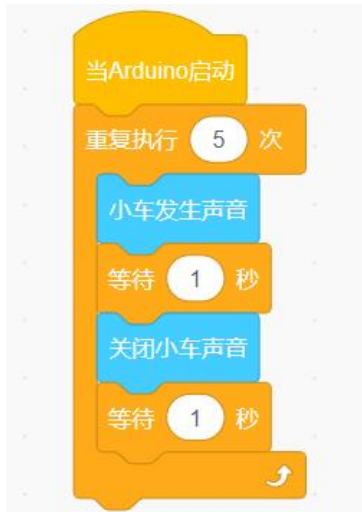 当Arduino启动
重复执行 5 次
小车发生声音
等待 1 秒
关闭小车声音
等待 1 秒